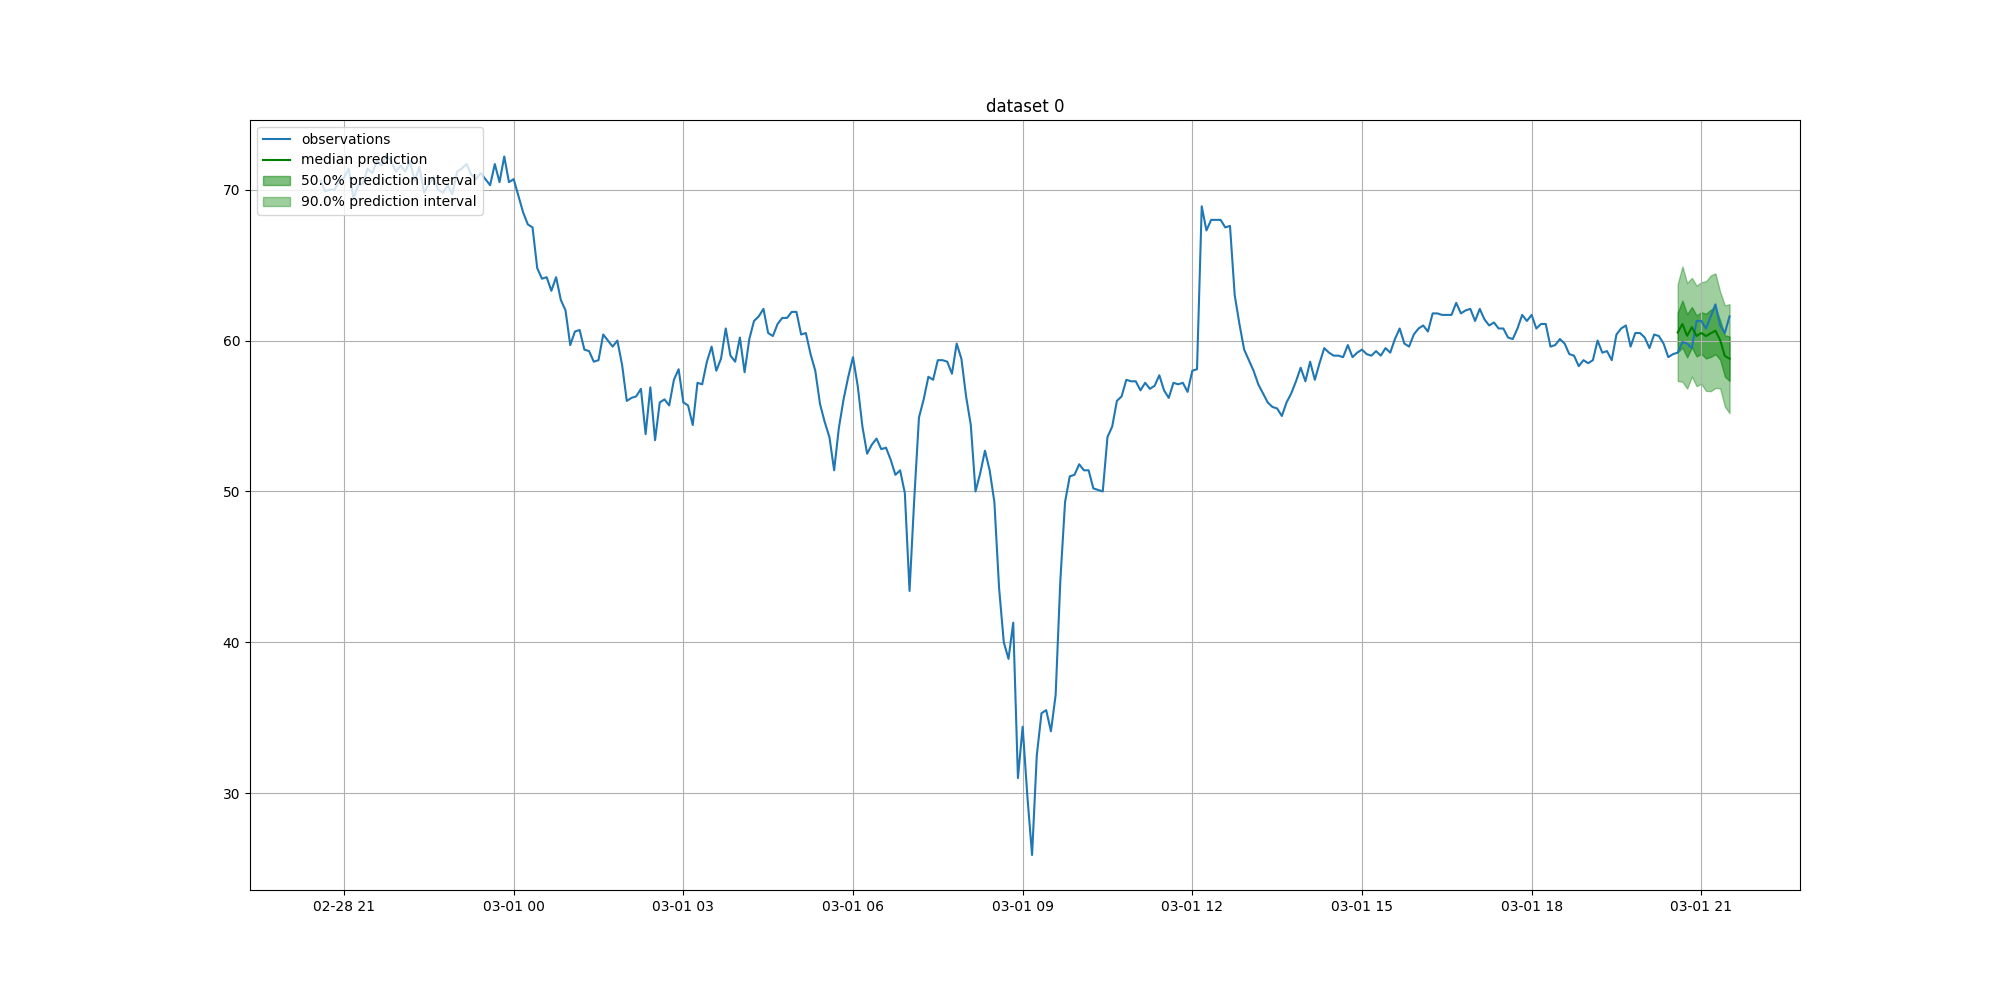 dataset 0
observations
median prediction
50.0% prediction interval
90.0% prediction interval
70
60
50
40
30
02-28 21
03-01 00
03-01 03
03-01 06
03-01 09
03-01 12
03-01 15
03-01 18
03-01 21